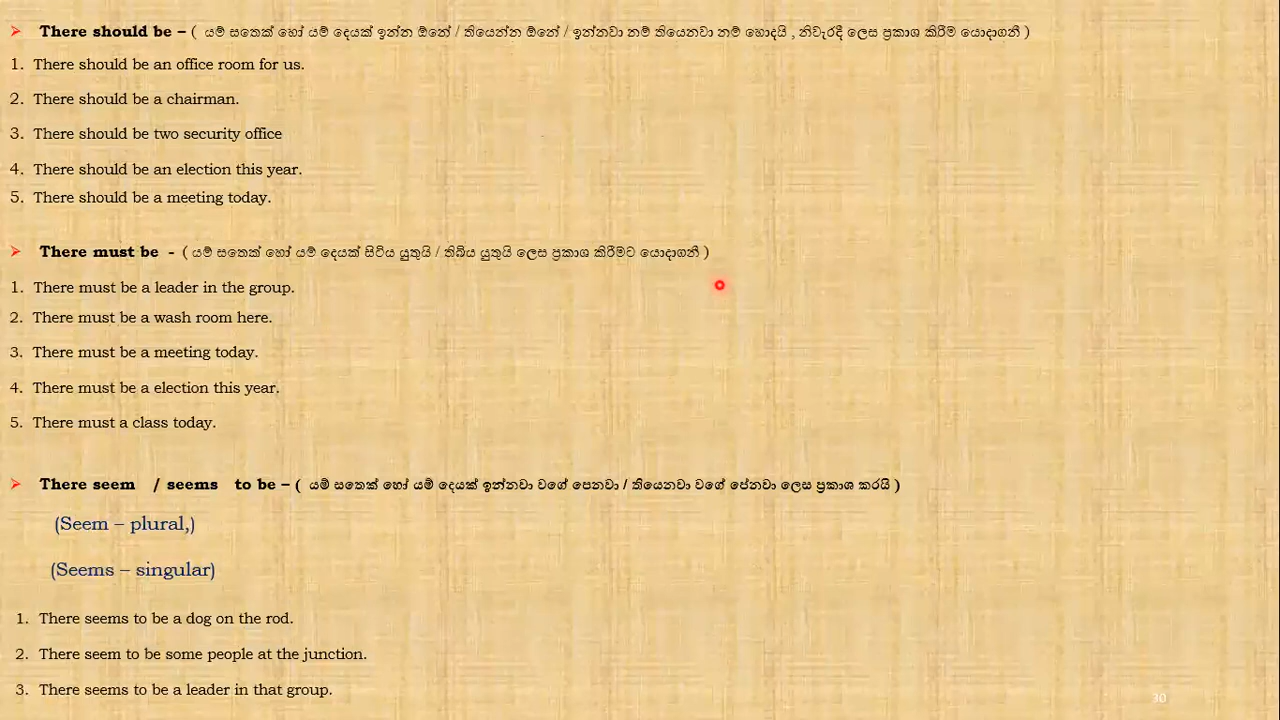 ➢ There should be – ( යම් සතෙක් හෝ යම් දෙයක් ඉන්න ඕනේ / තියෙන්න ඕනේ / ඉන්නවා නම් තියෙනවා නම් හොදයි , නිවැරදී ලෙස ප්‍රකාශ කිරීම යොදාගනී )
1. There should be an office room for us.
2. There should be a chairman.
3. There should be two security office
4. There should be an election this year.
5. There should be a meeting today.
➢ There must be - ( යම් සතෙක් හෝ යම් දෙයක් සිටිය යුතුයි / තිබිය යුතුයි ලෙස ප්‍රකාශ කිරීමට යොදාගනී )
1. There must be a leader in the group.
2. There must be a wash room here.
3. There must be a meeting today.
4. There must be a election this year.
5. There must a class today.
➢ There seem / seems to be – ( යම් සතෙක් හෝ යම් දෙයක් ඉන්නවා වගේ පෙනවා / තියෙනවා වගේ පේනවා ලෙස ප්‍රකාශ කරයි )
(Seem – plural,)
(Seems – singular)
1. There seems to be a dog on the rod.
2. There seem to be some people at the junction.
3. There seems to be a leader in that group.
30